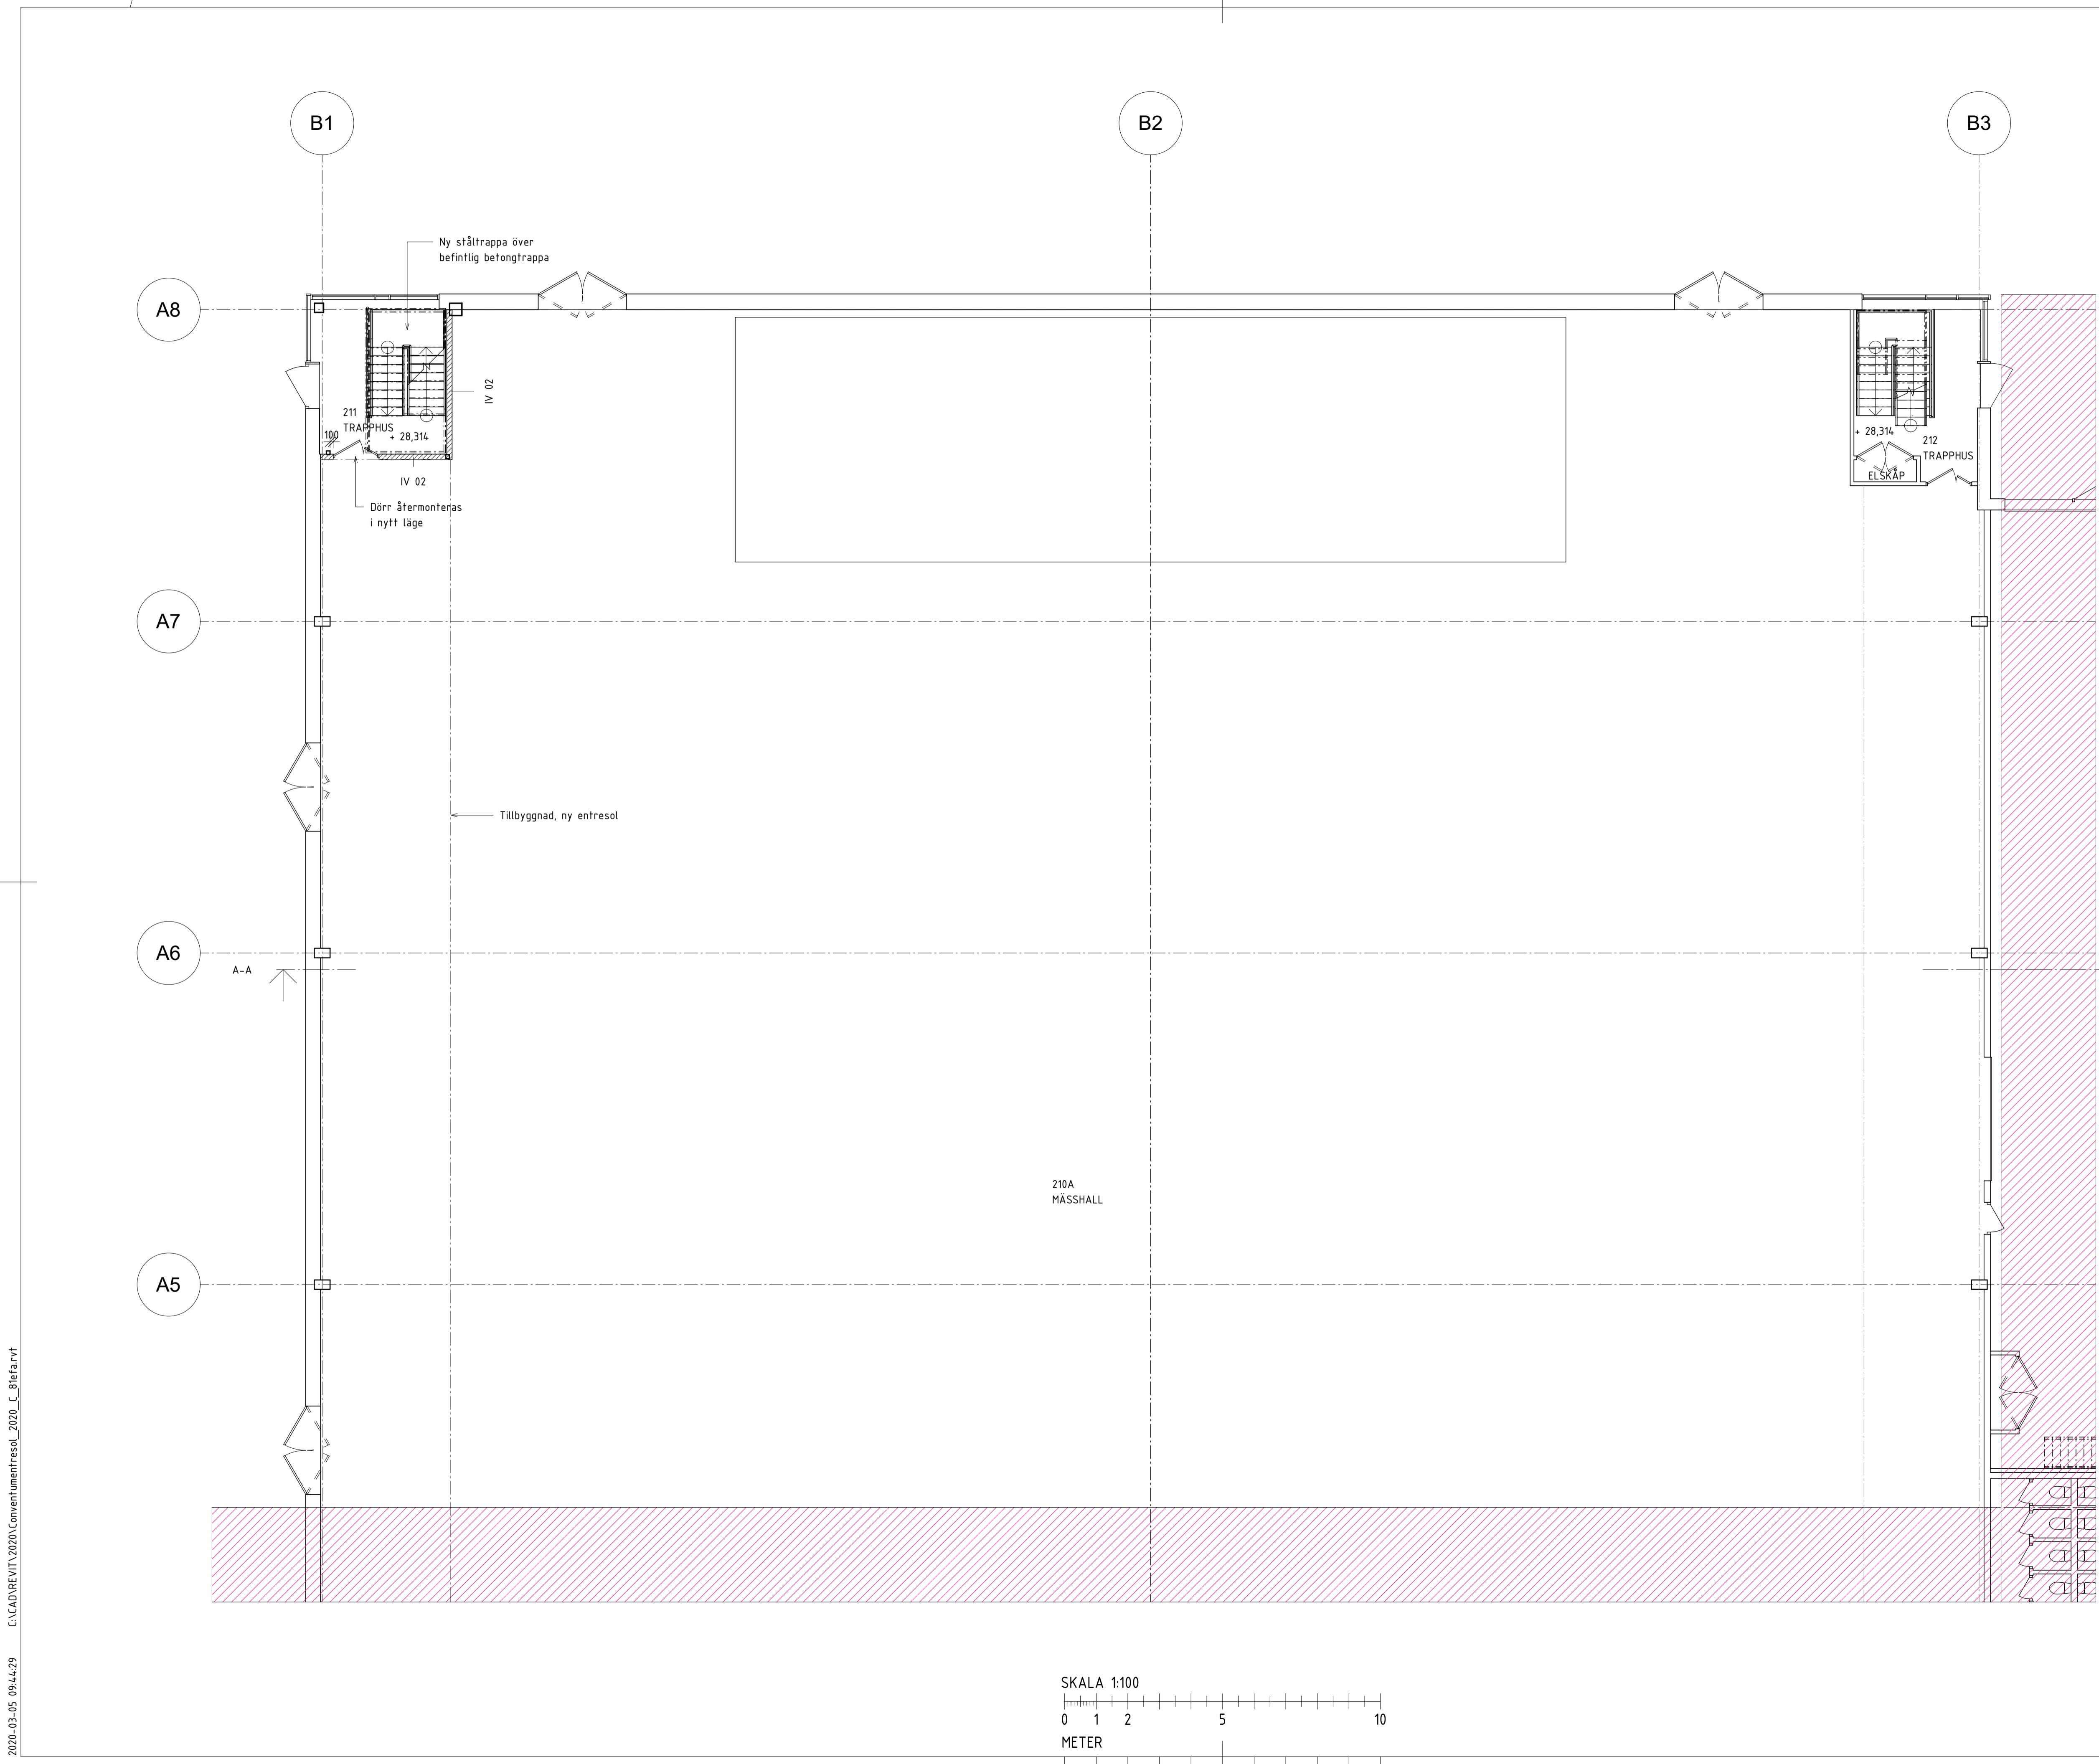 B1
B2
B3
Ny ståltrappa över
befintlig betongtrappa
A8
IV 02
211
TRAPPHUS
100
+ 28,314
IV 02
Dörr återmonteras
i nytt läge
+ 28,314
212
TRAPPHUS
ELSKÅP
A7
Tillbyggnad, ny entresol
A6
A-A
210A
MÄSSHALL
A5
SKALA 1:100
0 1 2 5 10
METER
2020-03-05 09:44:29 C:\CAD\REVIT\2020\Conventumentresol_2020_C_81efa.rvt